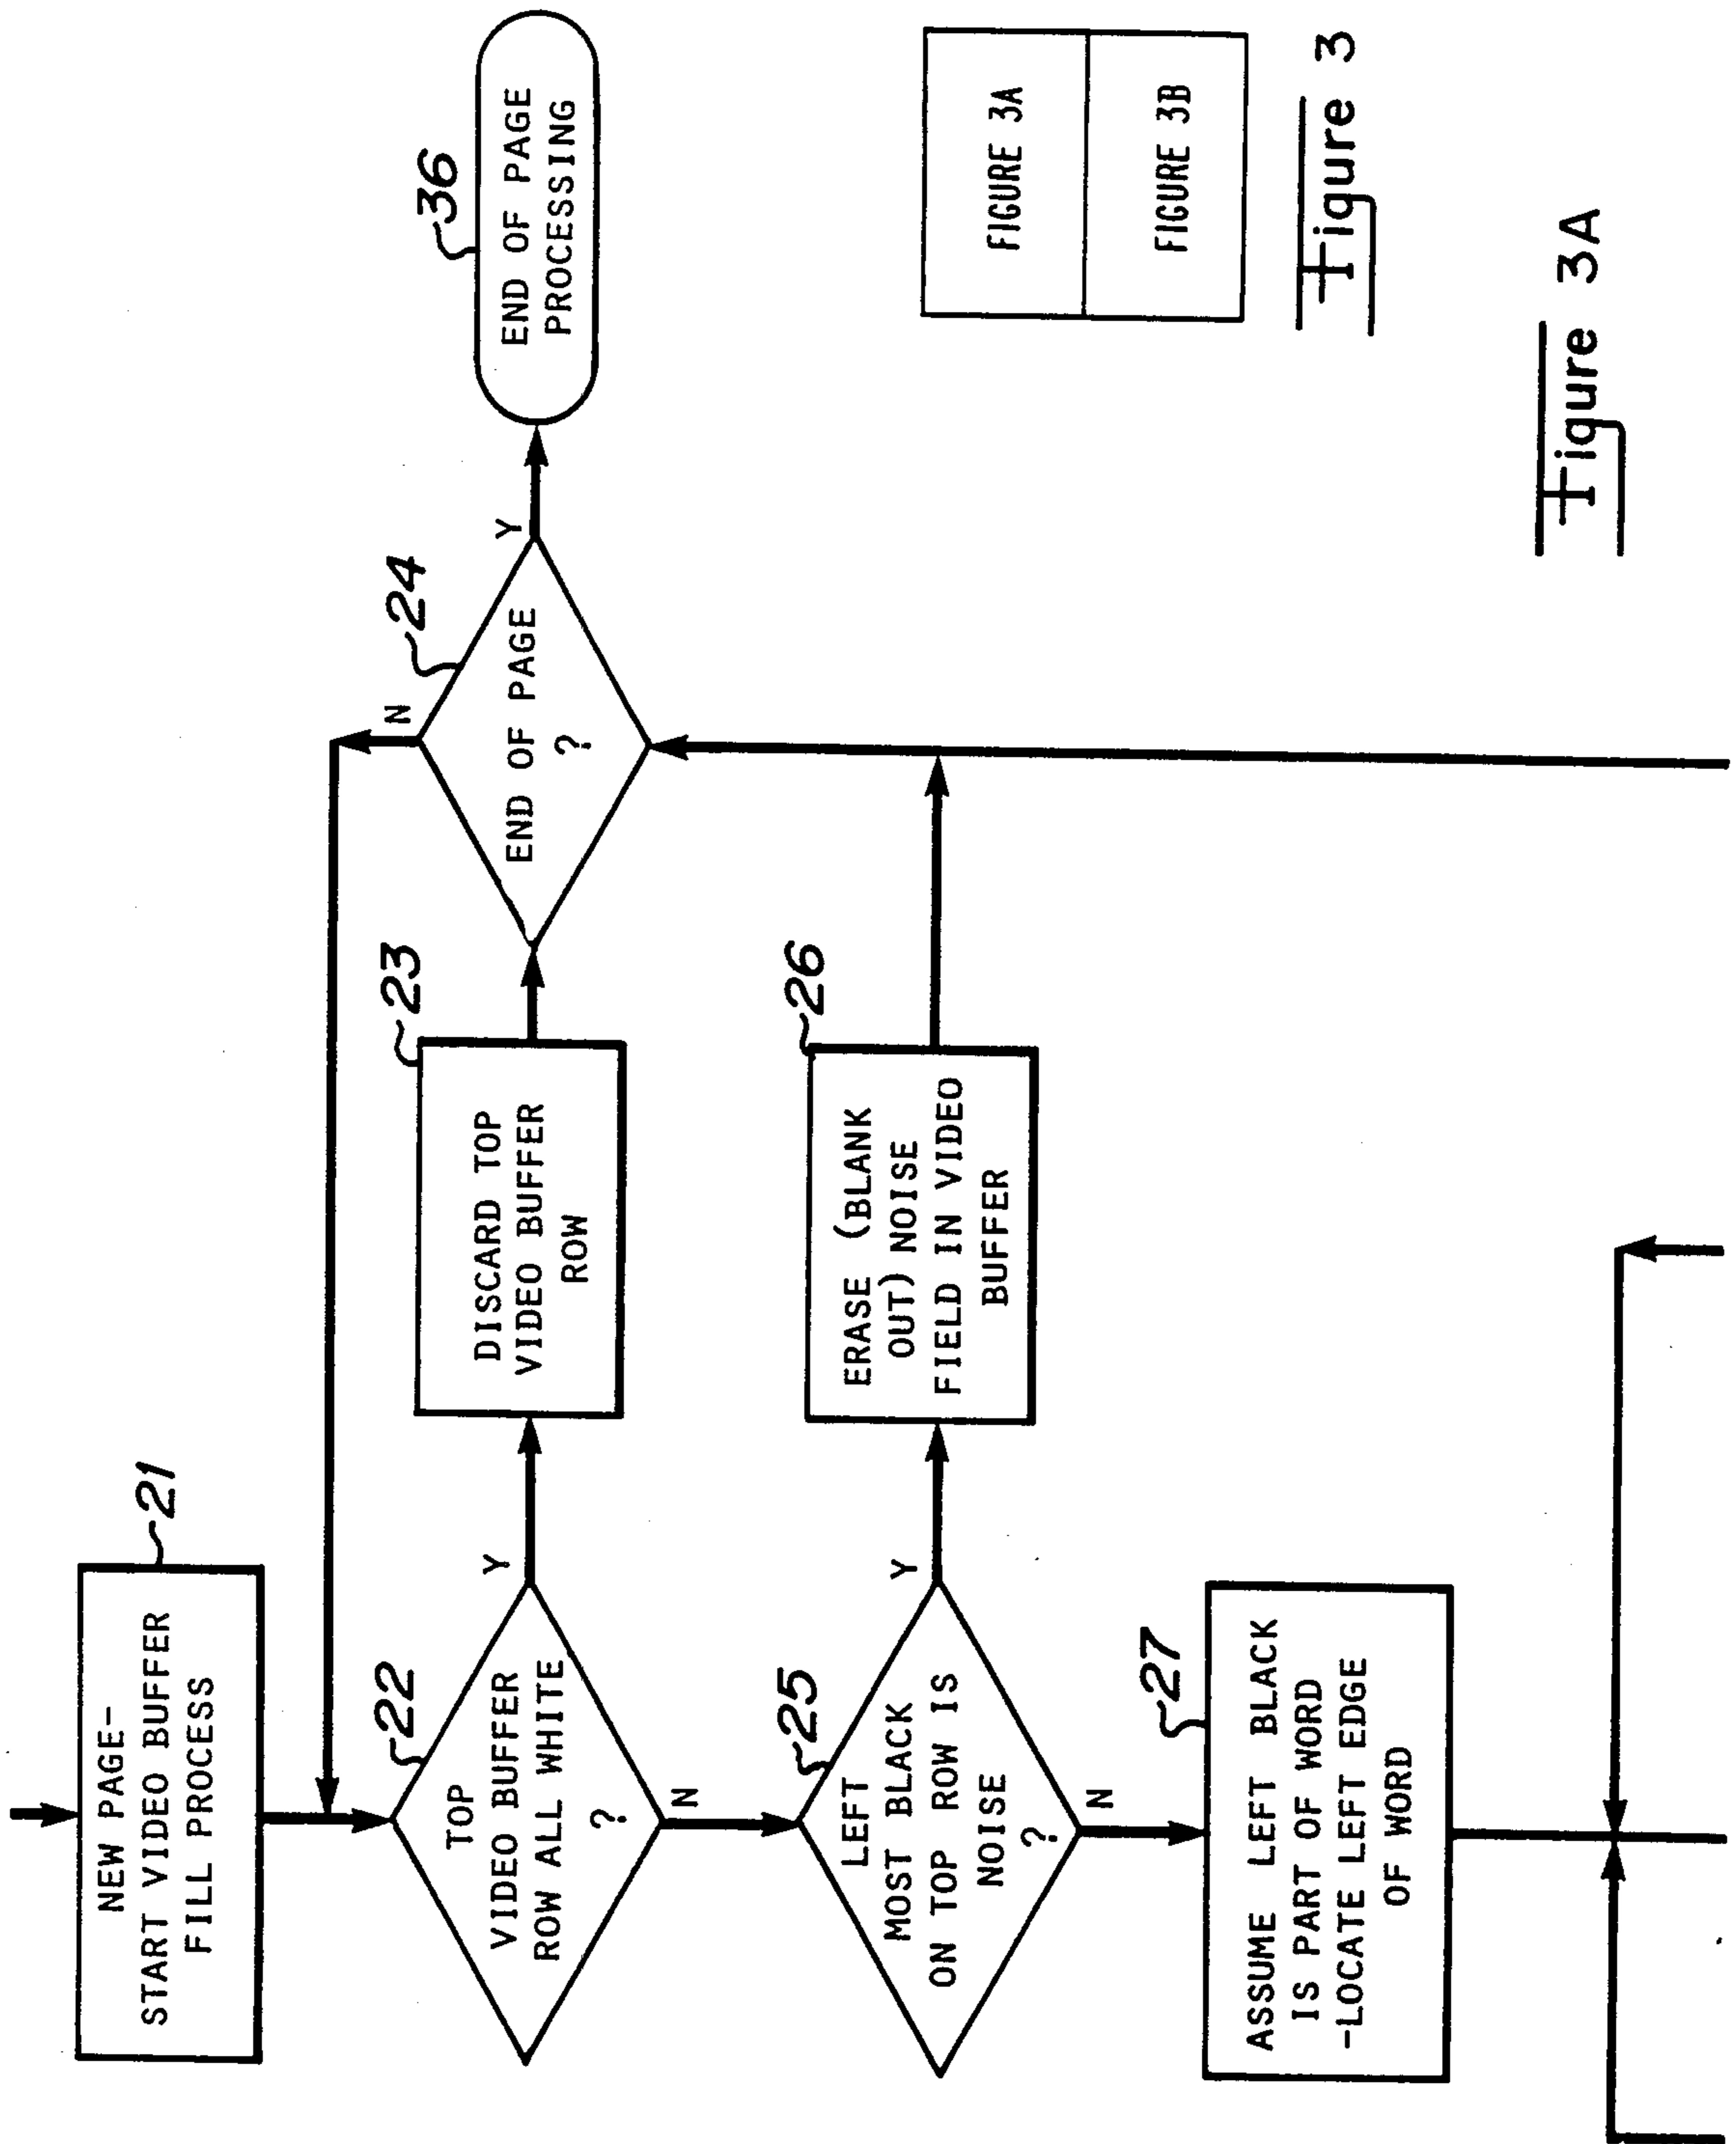 21
NEW PAGE-
START VIDEO BUFFER
FILL PROCESS
22
TOP
VIDEO BUFFER
ROW ALL WHITE
?
Y
N
23
DISCARD TOP
VIDEO BUFFER
ROW
24
END OF PAGE
?
N
Y
36
END OF PAGE
PROCESSING
25
LEFT
MOST BLACK
ON TOP ROW IS
NOISE
?
Y
N
26
ERASE (BLANK
OUT) NOISE
FIELD IN VIDEO
BUFFER
27
ASSUME LEFT BLACK
IS PART OF WORD
-LOCATE LEFT EDGE
OF WORD
FIGURE 3A
FIGURE 3B
Figure 3
Figure 3A